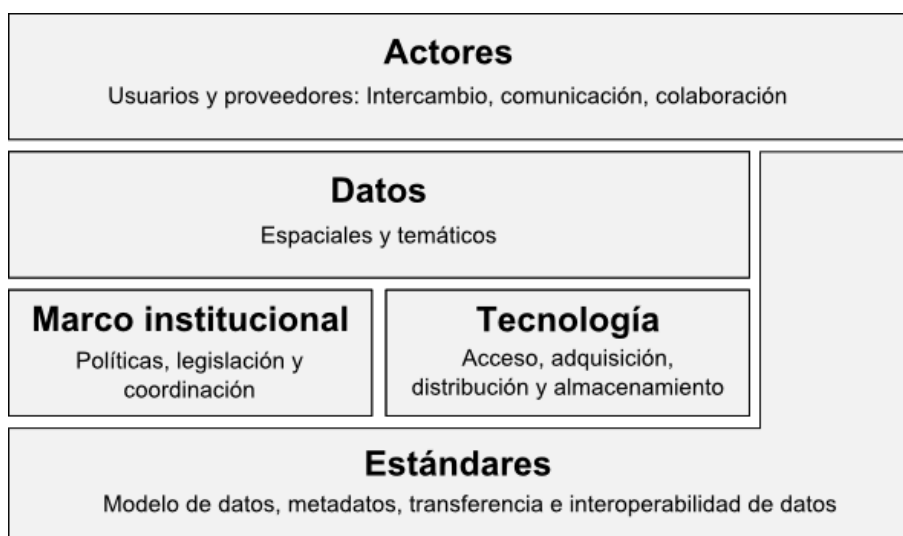 Actores
Usuarios y proveedores: Intercambio, comunicación, colaboración
Datos
Espaciales y temáticos
Marco institucional
Políticas, legislación y
coordinación
Tecnología
Acceso, adquisición,
distribución y almacenamiento
Estándares
Modelo de datos, metadatos, transferencia e interoperabilidad de datos